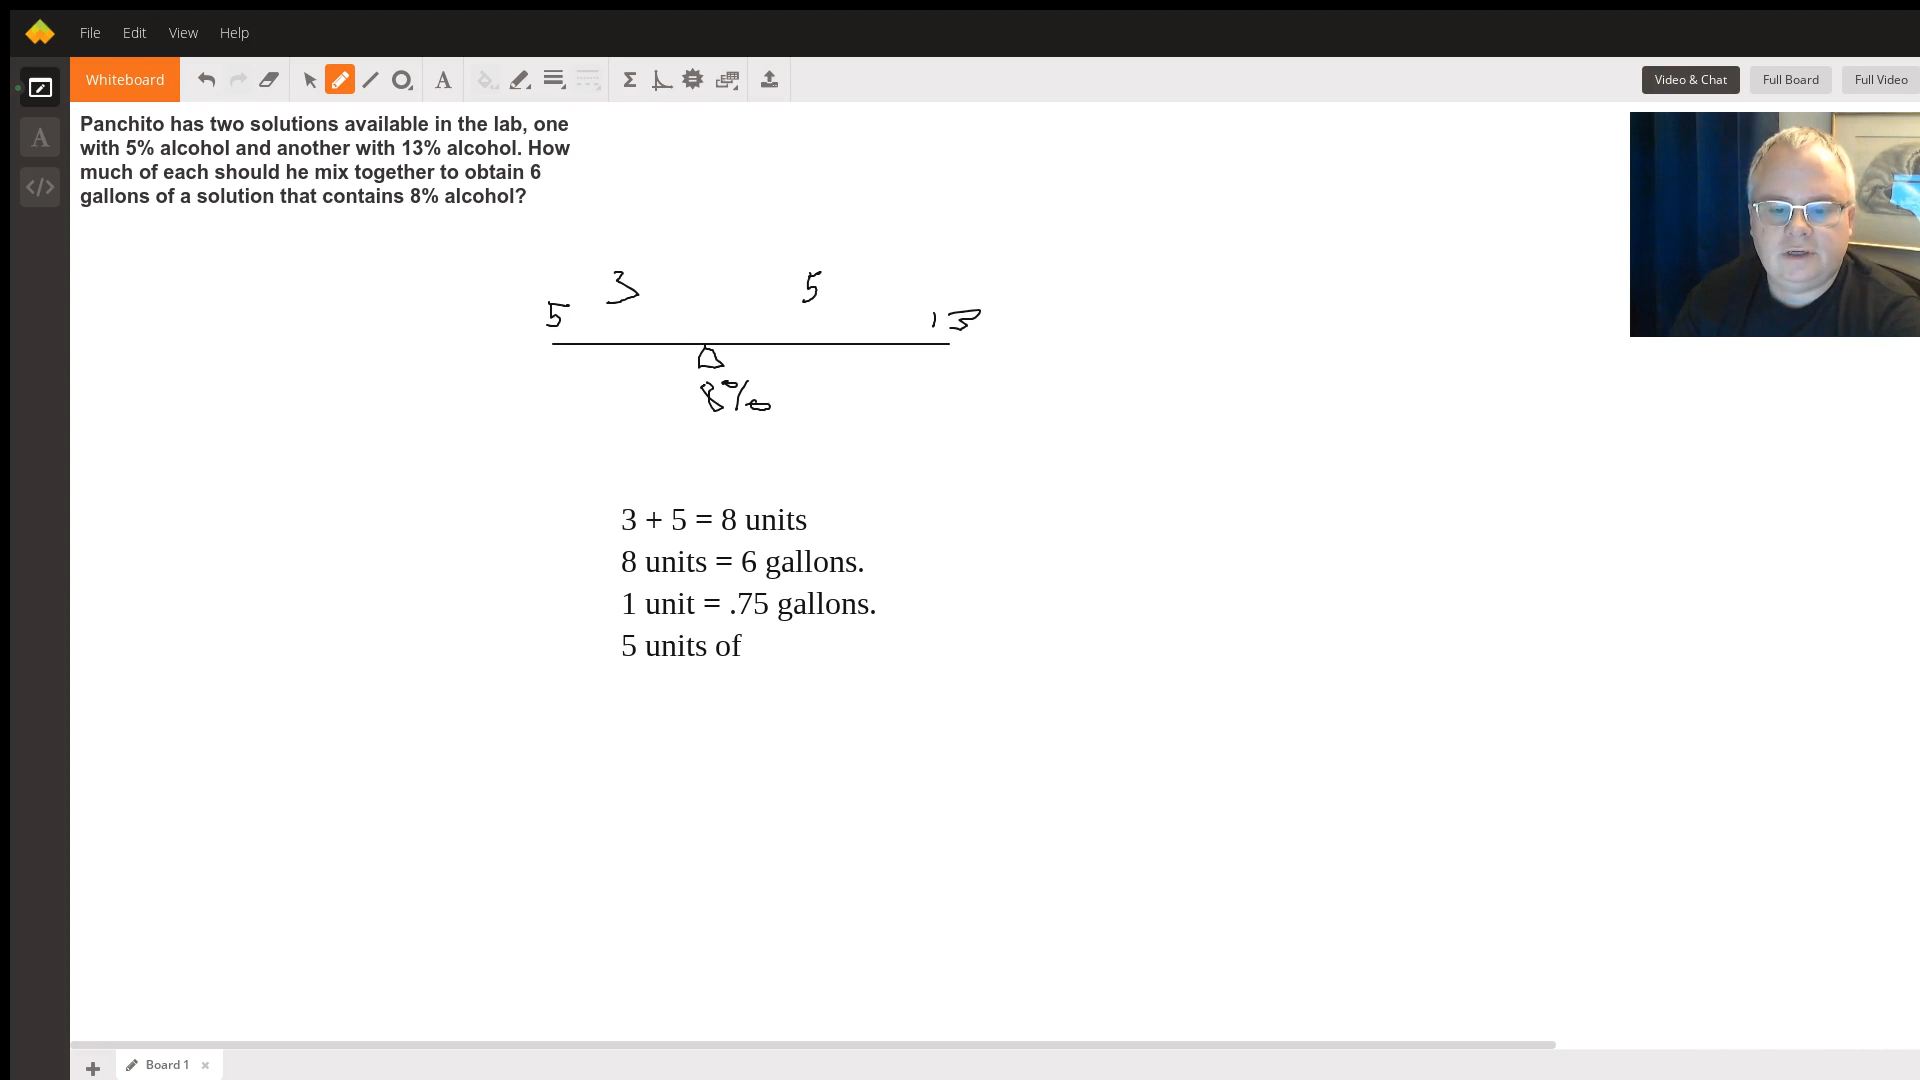 File Edit View Help
Whiteboard A Σ Video & Chat Full Board Full Video
A
</>
Panchito has two solutions available in the lab, one
with 5% alcohol and another with 13% alcohol. How
much of each should he mix together to obtain 6
gallons of a solution that contains 8% alcohol?
3 5
5 13
8%
3 + 5 = 8 units
8 units = 6 gallons.
1 unit = .75 gallons.
5 units of
Board 1